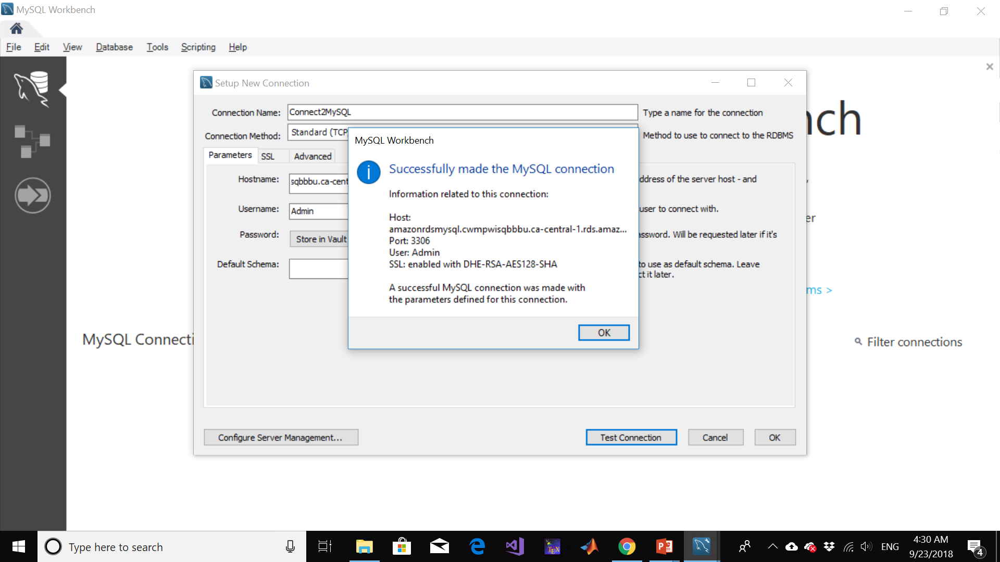 MySQL Workbench
File Edit View Database Tools Scripting Help
Setup New Connection
Connection Name: Connect2MySQL Type a name for the connection
nch
Connection Method: Standard (TCP Method to use to connect to the RDBMS
MySQL Workbench
Parameters SSL Advanced
Successfully made the MySQL connection
Hostname: sqbbbu.ca-cent ddress of the server host - and
Information related to this connection:
Username: Admin user to connect with.
Host:
er
amazonrdsmysql.cwmpwisqbbbu.ca-central-1.rds.amaz...
Password: Store in Vault assword. Will be requested later if it's
Port: 3306
User: Admin
Default Schema: to use as default schema. Leave
SSL: enabled with DHE-RSA-AES128-SHA
ct it later.
A successful MySQL connection was made with
the parameters defined for this connection.
ms >
OK
MySQL Connecti
Filter connections
Configure Server Management... Test Connection Cancel OK
Type here to search
TEX
ENG
4:30 AM
9/23/2018
4